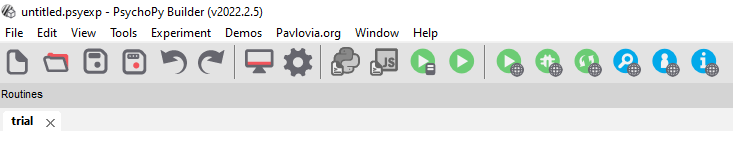 untitled.psyexp - PsychoPy Builder (v2022.2.5)
File Edit View Tools Experiment Demos Pavlovia.org Window Help
JS
Routines
trial